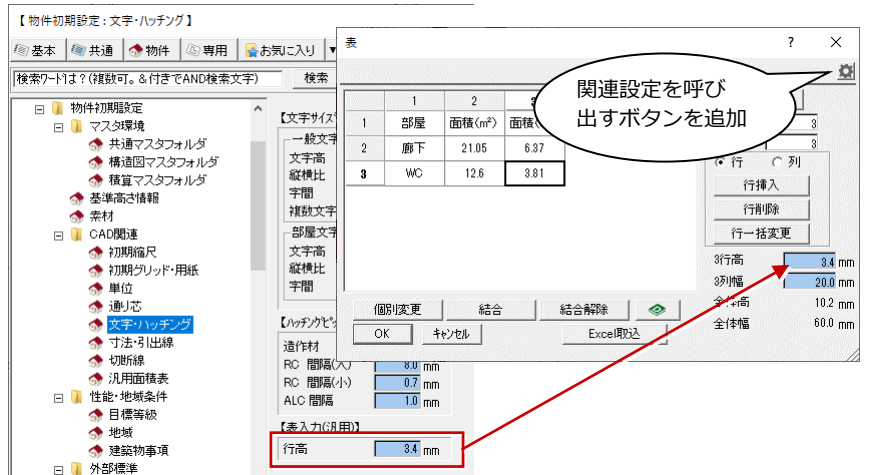 【 物件初期設定 : 文字・ハッチング 】
基本 共通 物件 専用 お気に入り ▼
検索ワードは？(複数可。＆付きでAND検索文字) 検索
物件初期設定
マスタ環境
共通マスタフォルダ
構造図マスタフォルダ
積算マスタフォルダ
基準高さ情報
素材
CAD関連
初期縮尺
初期グリッド・用紙
単位
通り芯
文字・ハッチング
寸法・引出線
切断線
汎用面積表
性能・地域条件
目標等級
地域
建築物事項
外部標準
【文字サイズ
一般文字
文字高
縦横比
字間
複数文字
部屋文字
文字高
縦横比
字間
【ハッチングピッ
造作材
RC 間隔(大) 8.0 mm
RC 間隔(小) 0.7 mm
ALC 間隔 1.0 mm
【表入力(汎用)】
行高 3.4 mm
表 ? ×
関連設定を呼び
出すボタンを追加
1 2 3
1 部屋 面積(㎡) 面積(
2 廊下 21.05 6.37
3 WC 12.6 3.81
3
3
行 列
行挿入
行削除
行一括変更
3行高 3.4 mm
3列幅 20.0 mm
全体高 10.2 mm
全体幅 60.0 mm
個別変更 結合 結合解除
OK キャンセル Excel取込